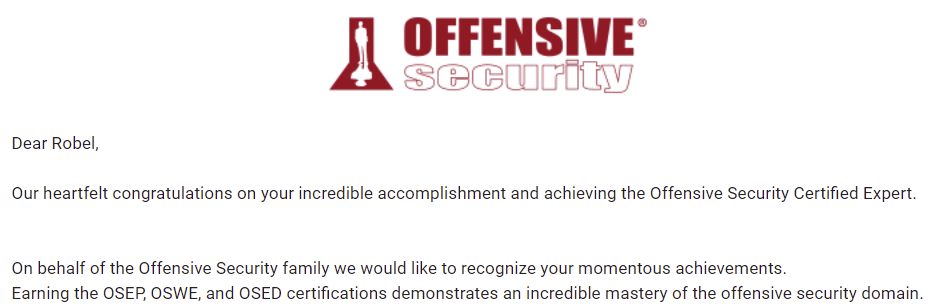 OFFENSIVE®
security
Dear Robel,
Our heartfelt congratulations on your incredible accomplishment and achieving the Offensive Security Certified Expert.
On behalf of the Offensive Security family we would like to recognize your momentous achievements.
Earning the OSEP, OSWE, and OSED certifications demonstrates an incredible mastery of the offensive security domain.